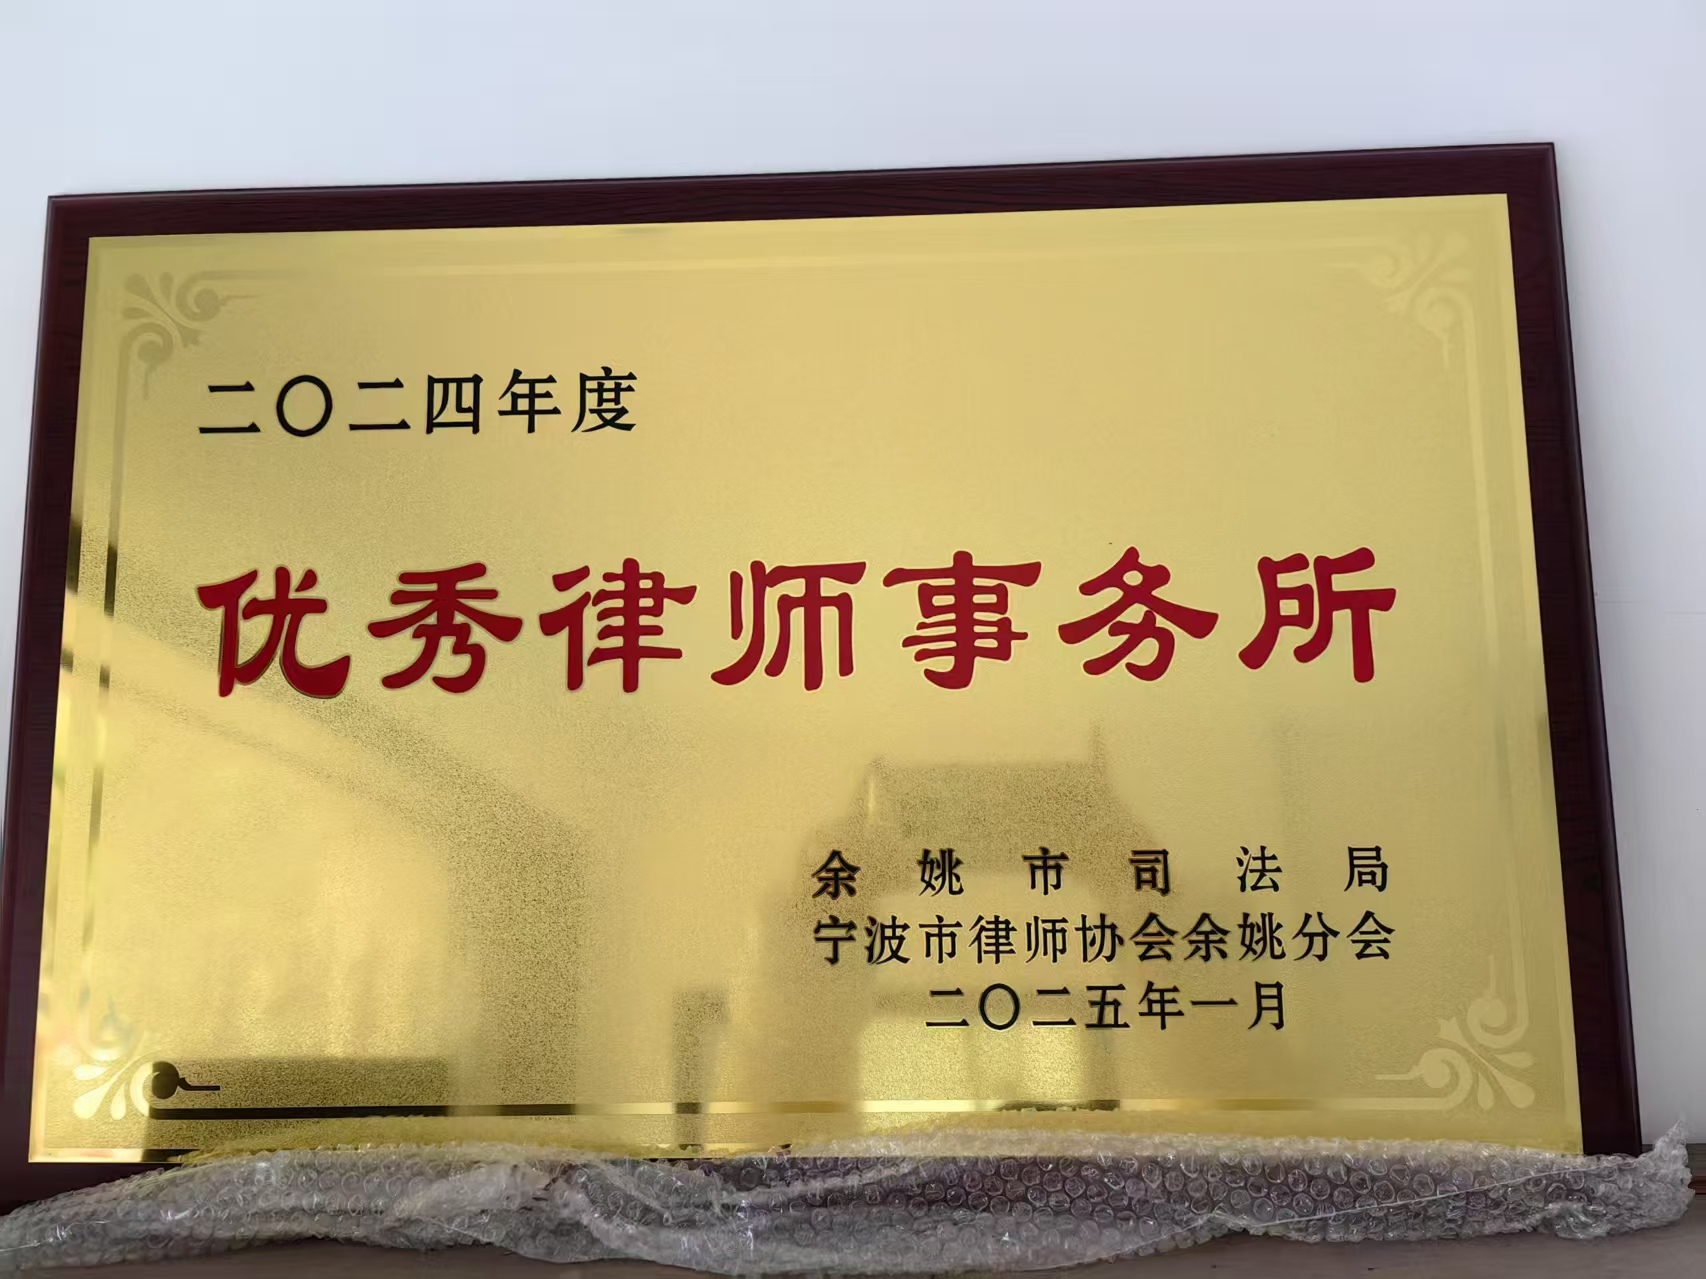 二〇二四年度
优秀律师事务所
余姚市司法局
宁波市律师协会余姚分会
二〇二五年一月